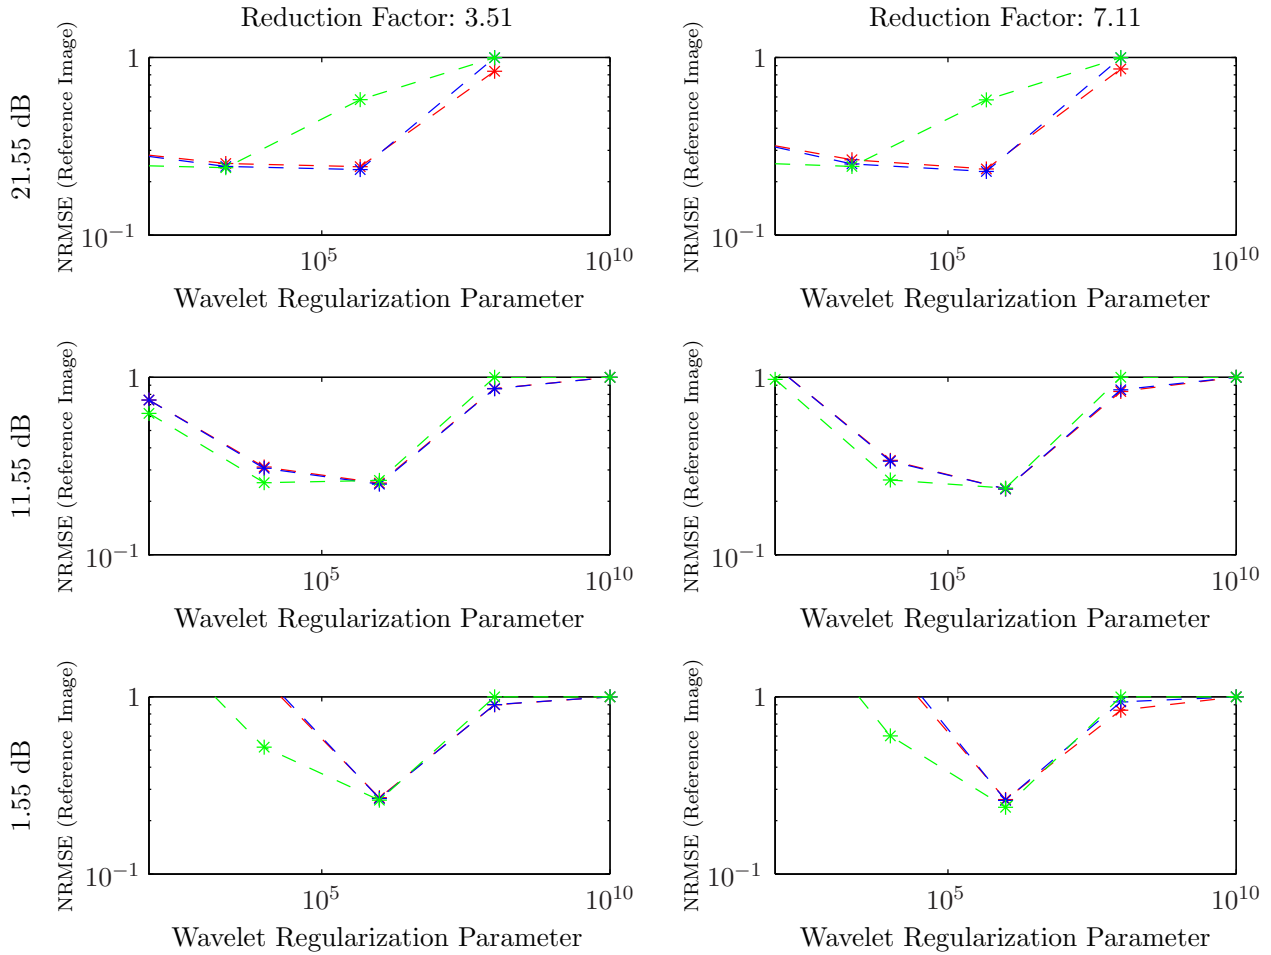 Reduction Factor: 3.51
Reduction Factor: 7.11
21.55 dB
NRMSE (Reference Image)
1
10^−1
10^5
10^10
Wavelet Regularization Parameter
NRMSE (Reference Image)
1
10^−1
10^5
10^10
Wavelet Regularization Parameter
11.55 dB
NRMSE (Reference Image)
1
10^−1
10^5
10^10
Wavelet Regularization Parameter
NRMSE (Reference Image)
1
10^−1
10^5
10^10
Wavelet Regularization Parameter
1.55 dB
NRMSE (Reference Image)
1
10^−1
10^5
10^10
Wavelet Regularization Parameter
NRMSE (Reference Image)
1
10^−1
10^5
10^10
Wavelet Regularization Parameter